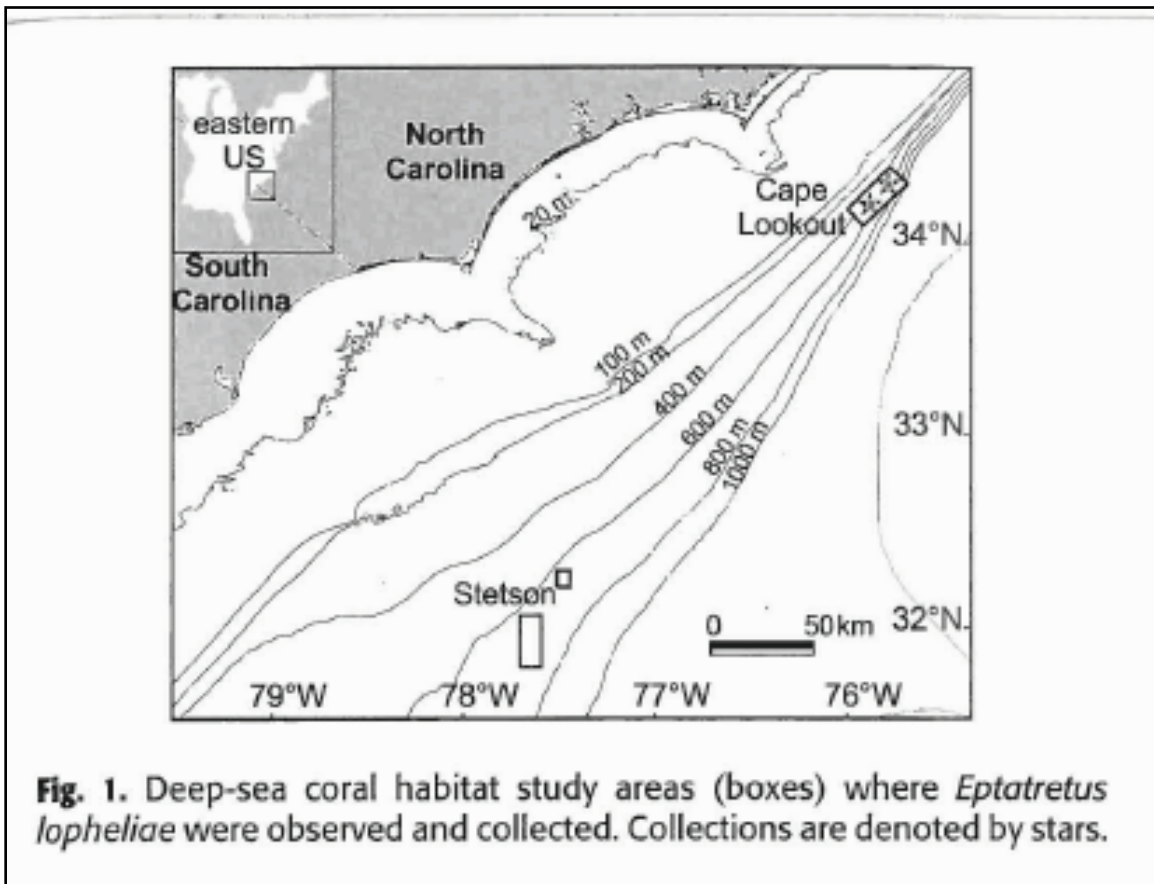 eastern
US
North
Carolina
South
Carolina
20 m
Cape
Lookout
34°N
100 m
200 m
400 m
600 m
800 m
1000 m
33°N
Stetson
0 50 km
32°N
79°W 78°W 77°W 76°W
Fig. 1. Deep-sea coral habitat study areas (boxes) where Eptatretus
lopheliae were observed and collected. Collections are denoted by stars.